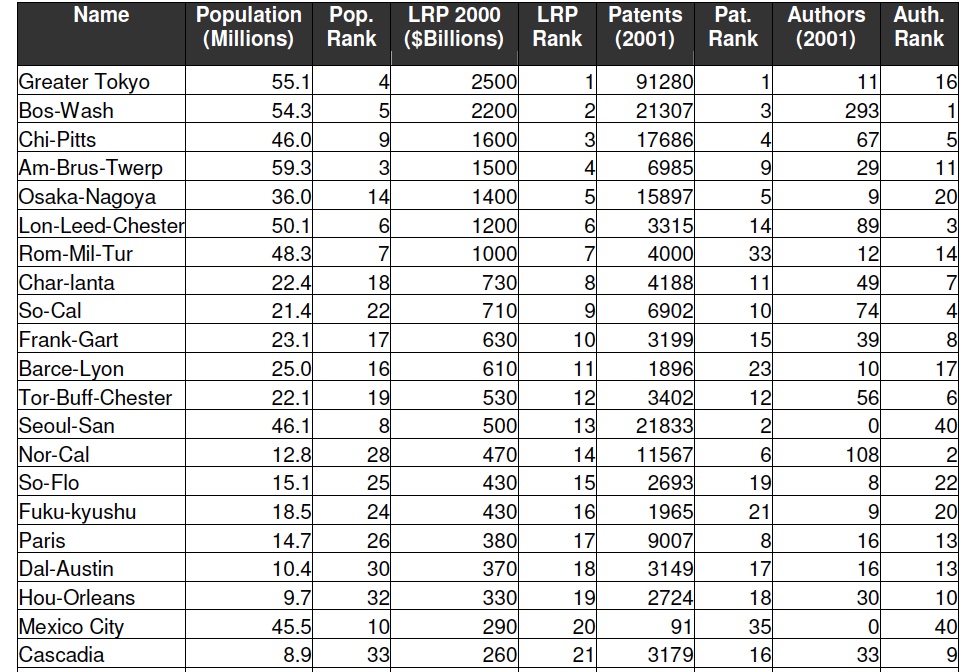 Name Population (Millions) Pop. Rank LRP 2000 ($Billions) LRP Rank Patents (2001) Pat. Rank Authors (2001) Auth. Rank
Greater Tokyo 55.1 4 2500 1 91280 1 11 16
Bos-Wash 54.3 5 2200 2 21307 3 293 1
Chi-Pitts 46.0 9 1600 3 17686 4 67 5
Am-Brus-Twerp 59.3 3 1500 4 6985 9 29 11
Osaka-Nagoya 36.0 14 1400 5 15897 5 9 20
Lon-Leed-Chester 50.1 6 1200 6 3315 14 89 3
Rom-Mil-Tur 48.3 7 1000 7 4000 33 12 14
Char-lanta 22.4 18 730 8 4188 11 49 7
So-Cal 21.4 22 710 9 6902 10 74 4
Frank-Gart 23.1 17 630 10 3199 15 39 8
Barce-Lyon 25.0 16 610 11 1896 23 10 17
Tor-Buff-Chester 22.1 19 530 12 3402 12 56 6
Seoul-San 46.1 8 500 13 21833 2 0 40
Nor-Cal 12.8 28 470 14 11567 6 108 2
So-Flo 15.1 25 430 15 2693 19 8 22
Fuku-kyushu 18.5 24 430 16 1965 21 9 20
Paris 14.7 26 380 17 9007 8 16 13
Dal-Austin 10.4 30 370 18 3149 17 16 13
Hou-Orleans 9.7 32 330 19 2724 18 30 10
Mexico City 45.5 10 290 20 91 35 0 40
Cascadia 8.9 33 260 21 3179 16 33 9